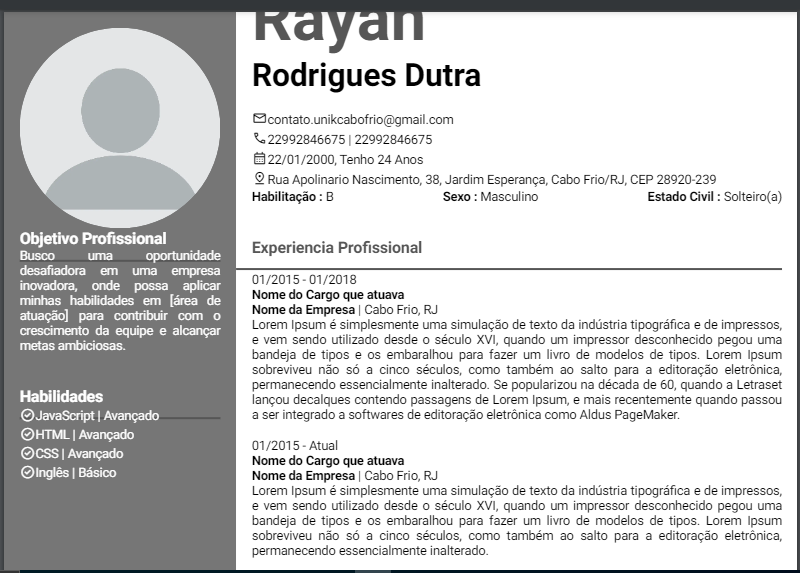 Rayan
Rodrigues Dutra
contato.unikcabofrio@gmail.com
22992846675 | 22992846675
22/01/2000, Tenho 24 Anos
Rua Apolinario Nascimento, 38, Jardim Esperança, Cabo Frio/RJ, CEP 28920-239
Habilitação : B Sexo : Masculino Estado Civil : Solteiro(a)
Objetivo Profissional
Busco uma oportunidade
desafiadora em uma empresa
inovadora, onde possa aplicar
minhas habilidades em [área de
atuação] para contribuir com o
crescimento da equipe e alcançar
metas ambiciosas.
Habilidades
JavaScript | Avançado
HTML | Avançado
CSS | Avançado
Inglês | Básico
Experiencia Profissional
01/2015 - 01/2018
Nome do Cargo que atuava
Nome da Empresa | Cabo Frio, RJ
Lorem Ipsum é simplesmente uma simulação de texto da indústria tipográfica e de impressos,
e vem sendo utilizado desde o século XVI, quando um impressor desconhecido pegou uma
bandeja de tipos e os embaralhou para fazer um livro de modelos de tipos. Lorem Ipsum
sobreviveu não só a cinco séculos, como também ao salto para a editoração eletrônica,
permanecendo essencialmente inalterado. Se popularizou na década de 60, quando a Letraset
lançou decalques contendo passagens de Lorem Ipsum, e mais recentemente quando passou
a ser integrado a softwares de editoração eletrônica como Aldus PageMaker.
01/2015 - Atual
Nome do Cargo que atuava
Nome da Empresa | Cabo Frio, RJ
Lorem Ipsum é simplesmente uma simulação de texto da indústria tipográfica e de impressos,
e vem sendo utilizado desde o século XVI, quando um impressor desconhecido pegou uma
bandeja de tipos e os embaralhou para fazer um livro de modelos de tipos. Lorem Ipsum
sobreviveu não só a cinco séculos, como também ao salto para a editoração eletrônica,
permanecendo essencialmente inalterado.